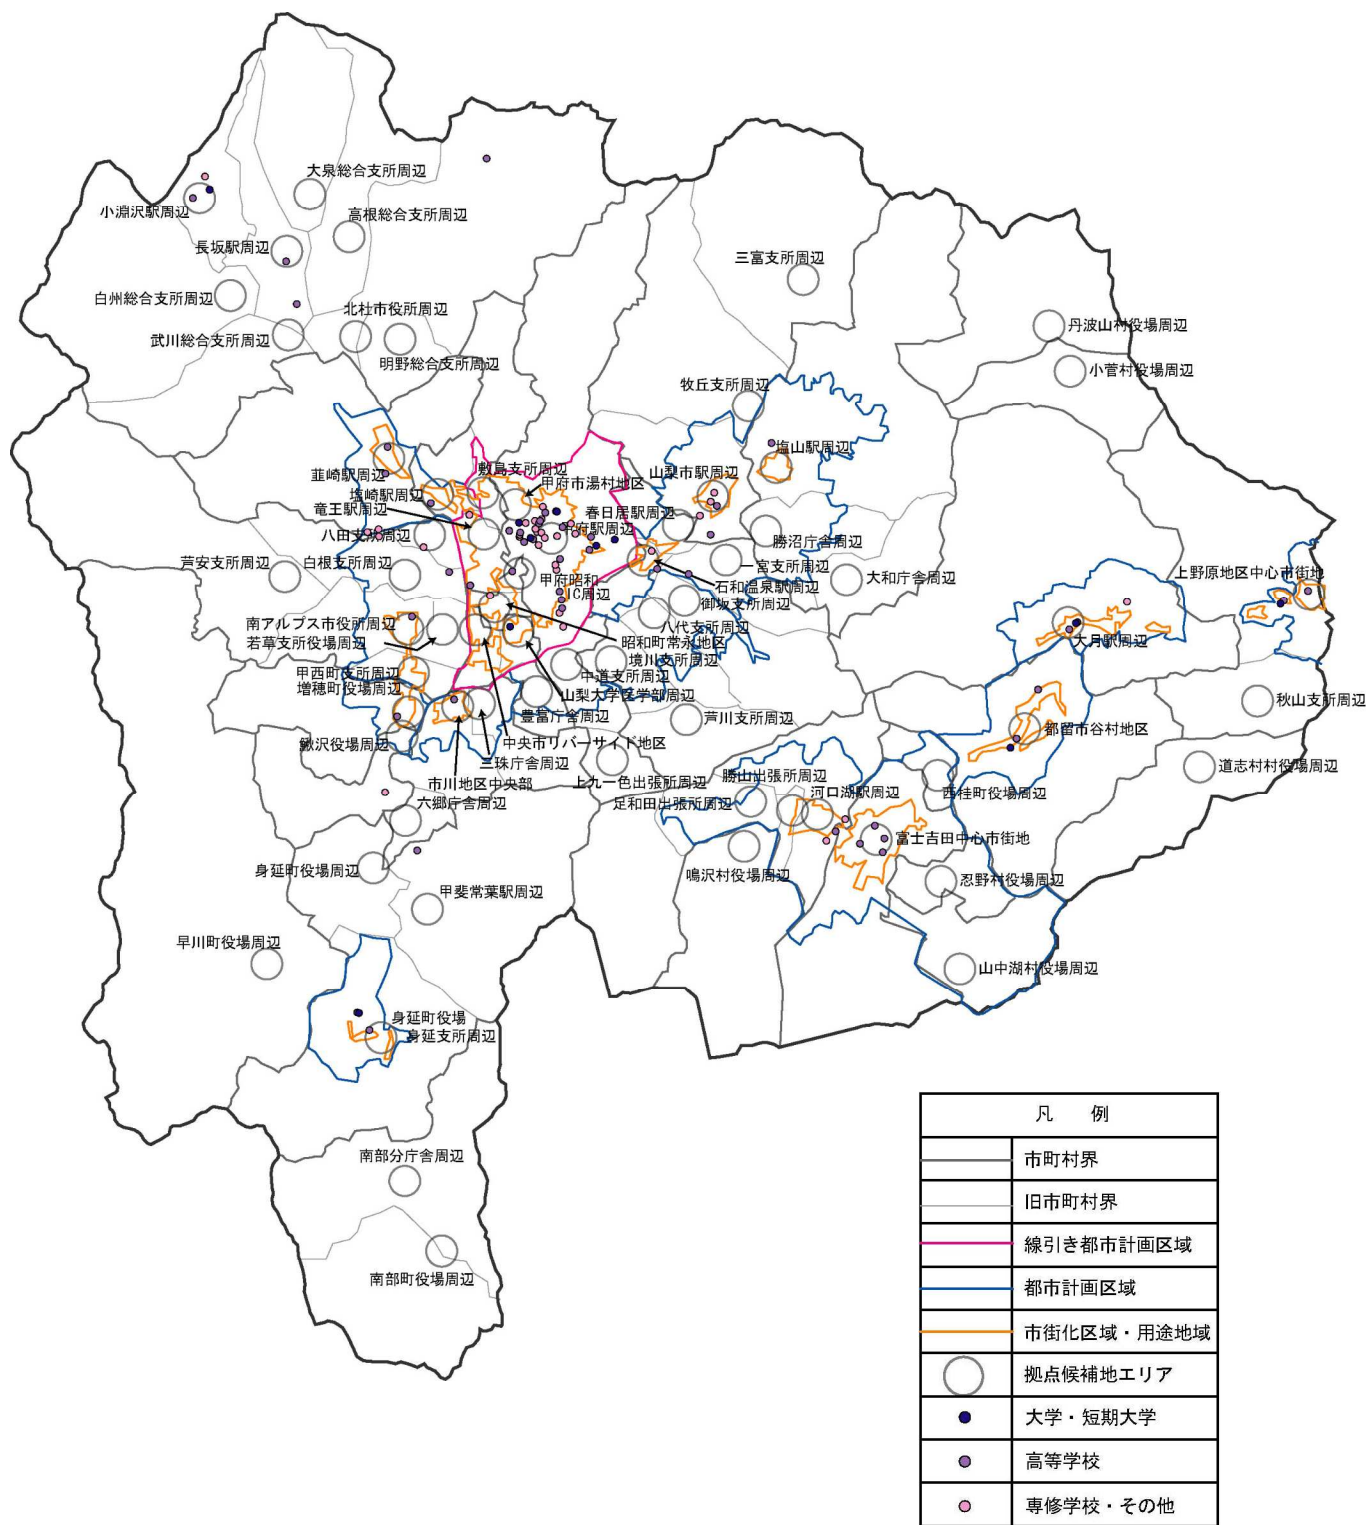 大泉総合支所周辺
小淵沢駅周辺
高根総合支所周辺
長坂駅周辺
三富支所周辺
白州総合支所周辺
北杜市役所周辺
丹波山村役場周辺
武川総合支所周辺
明野総合支所周辺
小菅村役場周辺
牧丘支所周辺
塩山駅周辺
韮崎駅周辺
敷島支所周辺
山梨市駅周辺
甲府市湯村地区
塩崎駅周辺
竜王駅周辺
春日居駅周辺
甲府駅周辺
八田支所周辺
勝沼庁舎周辺
芦安支所周辺
白根支所周辺
一宮支所周辺
大和庁舎周辺
上野原地区中心市街地
甲府昭和
IC周辺
石和温泉駅周辺
御坂支所周辺
南アルプス市役所周辺
八代支所周辺
若草支所役場周辺
昭和町常永地区
大月駅周辺
境川支所周辺
甲西町支所周辺
中道支所周辺
増穂町役場周辺
山梨大学医学部周辺
秋山支所周辺
豊富庁舎周辺
芦川支所周辺
都留市谷村地区
鰍沢役場周辺
中央市リバーサイド地区
三珠庁舎周辺
道志村村役場周辺
市川地区中央部
上九一色出張所周辺
勝山出張所周辺
河口湖駅周辺
西桂町役場周辺
六郷庁舎周辺
足和田出張所周辺
富士吉田中心市街地
身延町役場周辺
鳴沢村役場周辺
忍野村役場周辺
甲斐常葉駅周辺
早川町役場周辺
山中湖村役場周辺
身延町役場
身延支所周辺
南部分庁舎周辺
南部町役場周辺
凡　例
市町村界
旧市町村界
線引き都市計画区域
都市計画区域
市街化区域・用途地域
拠点候補地エリア
大学・短期大学
高等学校
専修学校・その他